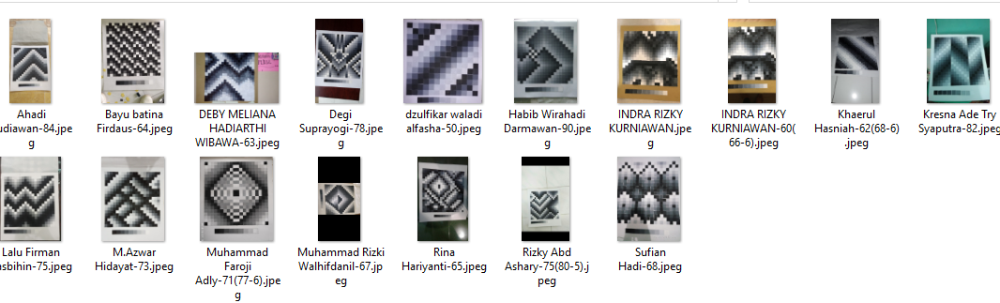 Ahadi
udiawan-84.jpe
g
Bayu batina
Firdaus-64.jpeg
DEBY MELIANA
HADIARTHI
WIBAWA-63.jpeg
Degi
Suprayogi-78.jpe
g
dzulfikar waladi
alfasha-50.jpeg
Habib Wirahadi
Darmawan-90.jpe
g
INDRA RIZKY
KURNIAWAN.jpe
g
INDRA RIZKY
KURNIAWAN-60(
66-6).jpeg
Khaerul
Hasniah-62(68-6)
.jpeg
Kresna Ade Try
Syaputra-82.jpeg
Lalu Firman
asbihin-75.jpeg
M.Azwar
Hidayat-73.jpeg
Muhammad
Faroji
Adly-71(77-6).jpe
g
Muhammad Rizki
Walhifdanil-67.jp
eg
Rina
Hariyanti-65.jpeg
Rizky Abd
Ashary-75(80-5).j
peg
Sufian
Hadi-68.jpeg